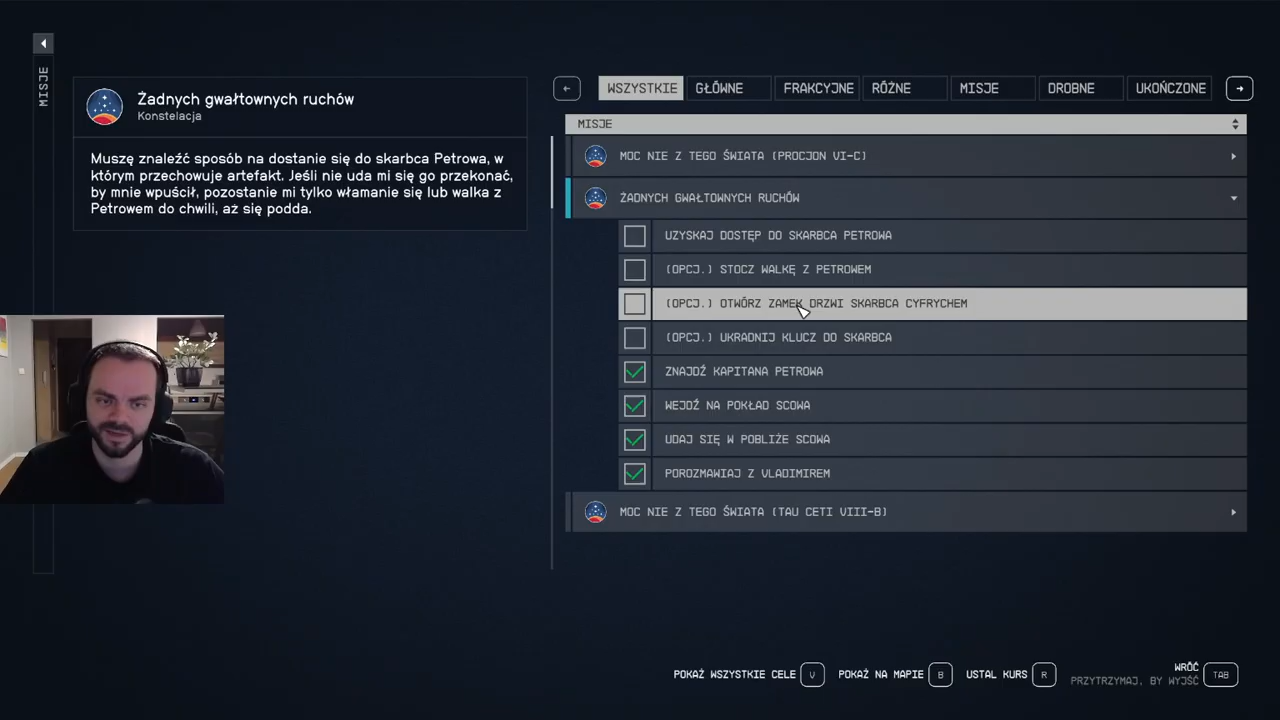 MISJE
Żadnych gwałtownych ruchów
Konstelacja
Muszę znaleźć sposób na dostanie się do skarbca Petrowa, w
którym przechowuje artefakt. Jeśli nie uda mi się go przekonać,
by mnie wpuścił, pozostanie mi tylko włamanie się lub walka z
Petrowem do chwili, aż się podda.
WSZYSTKIE GŁÓWNE FRAKCYJNE RÓŻNE MISJE DROBNE UKOŃCZONE
MISJE
MOC NIE Z TEGO ŚWIATA (PROCJON VI-C)
ŻADNYCH GWAŁTOWNYCH RUCHÓW
UZYSKAJ DOSTĘP DO SKARBCA PETROWA
(OPCJ.) STOCZ WALKĘ Z PETROWEM
(OPCJ.) OTWÓRZ ZAMEK DRZWI SKARBCA CYFRYCHEM
(OPCJ.) UKRADNIJ KLUCZ DO SKARBCA
ZNAJDŹ KAPITANA PETROWA
WEJDŹ NA POKŁAD SCOWA
UDAJ SIĘ W POBLIŻE SCOWA
POROZMAWIAJ Z VLADIMIREM
MOC NIE Z TEGO ŚWIATA (TAU CETI VIII-B)
POKAŻ WSZYSTKIE CELE V POKAŻ NA MAPIE B USTAL KURS R WRÓĆ TAB
PRZYTRZYMAJ, BY WYJŚĆ